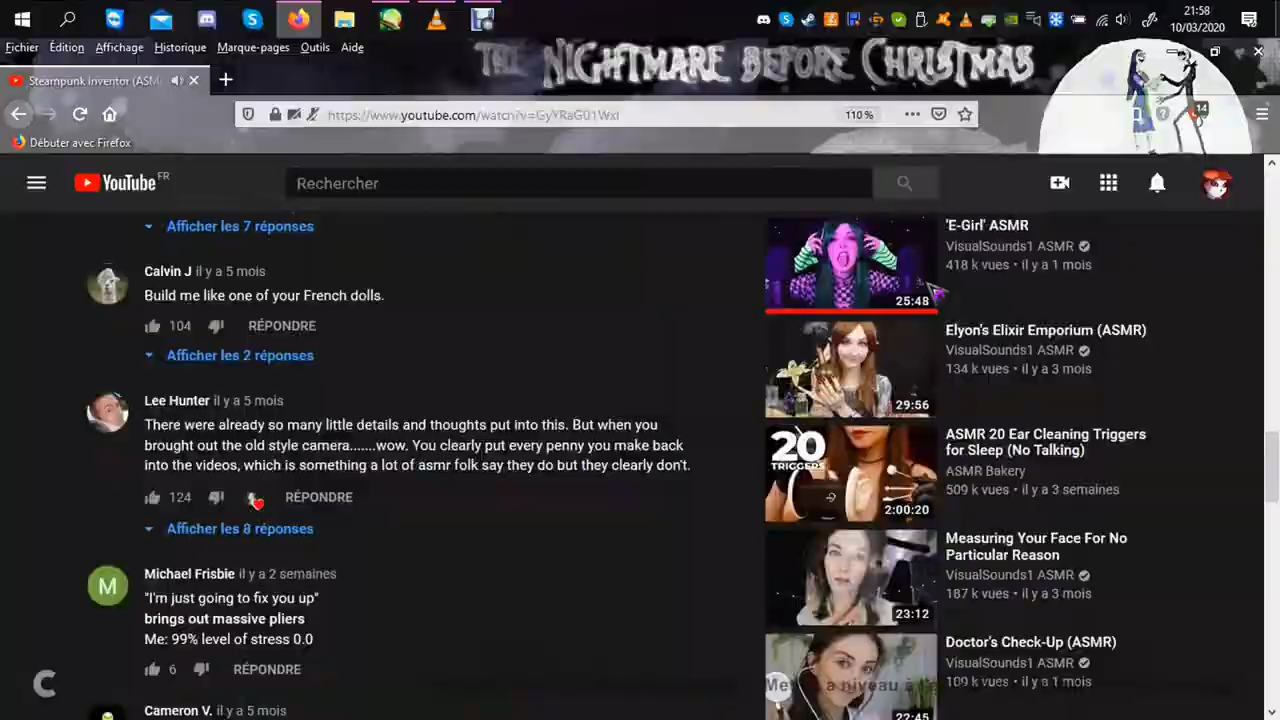 21:58
10/03/2020
Fichier Édition Affichage Historique Marque-pages Outils Aide
THE NIGHTMARE BEFORE CHRISTMAS
Steampunk Inventor (ASM
https://www.youtube.com/watch?v=GyYRaG01WxI
110 %
14
Débuter avec Firefox
YouTube FR
Rechercher
Afficher les 7 réponses
Calvin J il y a 5 mois
Build me like one of your French dolls.
104 RÉPONDRE
Afficher les 2 réponses
Lee Hunter il y a 5 mois
There were already so many little details and thoughts put into this. But when you
brought out the old style camera.......wow. You clearly put every penny you make back
into the videos, which is something a lot of asmr folk say they do but they clearly don't.
124 RÉPONDRE
Afficher les 8 réponses
M
Michael Frisbie il y a 2 semaines
"I'm just going to fix you up"
brings out massive pliers
Me: 99% level of stress 0.0
6 RÉPONDRE
Cameron V. il y a 5 mois
'E-Girl' ASMR
VisualSounds1 ASMR
418 k vues • il y a 1 mois
25:48
Elyon's Elixir Emporium (ASMR)
VisualSounds1 ASMR
134 k vues • il y a 3 mois
29:56
20
TRIGGERS
ASMR 20 Ear Cleaning Triggers
for Sleep (No Talking)
ASMR Bakery
509 k vues • il y a 3 semaines
2:00:20
Measuring Your Face For No
Particular Reason
VisualSounds1 ASMR
187 k vues • il y a 3 mois
23:12
Doctor's Check-Up (ASMR)
VisualSounds1 ASMR
109 k vues • il y a 1 mois
22:45